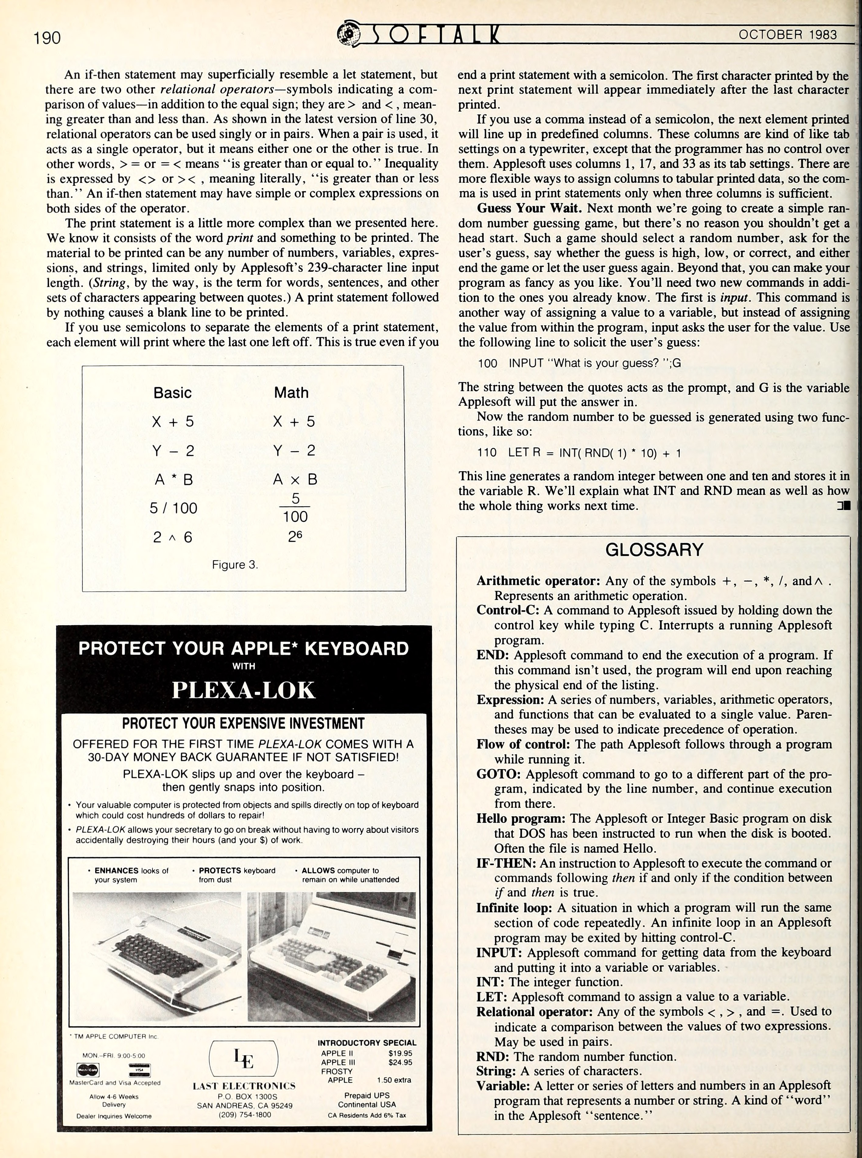 190
SOFTALK
OCTOBER 1983
An if-then statement may superficially resemble a let statement, but
there are two other relational operators—symbols indicating a com-
parison of values—in addition to the equal sign; they are > and < , mean-
ing greater than and less than. As shown in the latest version of line 30,
relational operators can be used singly or in pairs. When a pair is used, it
acts as a single operator, but it means either one or the other is true. In
other words, > = or = < means ‘‘is greater than or equal to.’’ Inequality
is expressed by <> or >< , meaning literally, ‘‘is greater than or less
than.’’ An if-then statement may have simple or complex expressions on
both sides of the operator.
The print statement is a little more complex than we presented here.
We know it consists of the word print and something to be printed. The
material to be printed can be any number of numbers, variables, expres-
sions, and strings, limited only by Applesoft's 239-character line input
length. (String, by the way, is the term for words, sentences, and other
sets of characters appearing between quotes.) A print statement followed
by nothing causes a blank line to be printed.
If you use semicolons to separate the elements of a print statement,
each element will print where the last one left off. This is true even if you
Basic Math
X + 5 X + 5
Y − 2 Y − 2
A * B A × B
5 / 100 5
100
2 ^ 6 2⁶
Figure 3.
PROTECT YOUR APPLE* KEYBOARD
WITH
PLEXA-LOK
PROTECT YOUR EXPENSIVE INVESTMENT
OFFERED FOR THE FIRST TIME PLEXA-LOK COMES WITH A
30-DAY MONEY BACK GUARANTEE IF NOT SATISFIED!
PLEXA-LOK slips up and over the keyboard –
then gently snaps into position.
• Your valuable computer is protected from objects and spills directly on top of keyboard
which could cost hundreds of dollars to repair!
• PLEXA-LOK allows your secretary to go on break without having to worry about visitors
accidentally destroying their hours (and your $) of work.
• ENHANCES looks of • PROTECTS keyboard • ALLOWS computer to
your system from dust remain on while unattended
* TM APPLE COMPUTER Inc.
MON.-FRI. 9:00-5:00
MasterCard and Visa Accepted
Allow 4-6 Weeks
Delivery
Dealer Inquires Welcome
LE
LAST ELECTRONICS
P.O. BOX 1300S
SAN ANDREAS, CA 95249
(209) 754-1800
INTRODUCTORY SPECIAL
APPLE II $19.95
APPLE III $24.95
FROSTY
APPLE 1.50 extra
Prepaid UPS
Continental USA
CA Residents Add 6% Tax
end a print statement with a semicolon. The first character printed by the
next print statement will appear immediately after the last character
printed.
If you use a comma instead of a semicolon, the next element printed
will line up in predefined columns. These columns are kind of like tab
settings on a typewriter, except that the programmer has no control over
them. Applesoft uses columns 1, 17, and 33 as its tab settings. There are
more flexible ways to assign columns to tabular printed data, so the com-
ma is used in print statements only when three columns is sufficient.
Guess Your Wait. Next month we're going to create a simple ran-
dom number guessing game, but there's no reason you shouldn't get a
head start. Such a game should select a random number, ask for the
user's guess, say whether the guess is high, low, or correct, and either
end the game or let the user guess again. Beyond that, you can make your
program as fancy as you like. You'll need two new commands in addi-
tion to the ones you already know. The first is input. This command is
another way of assigning a value to a variable, but instead of assigning
the value from within the program, input asks the user for the value. Use
the following line to solicit the user's guess:
100 INPUT ‘‘What is your guess? ’’;G
The string between the quotes acts as the prompt, and G is the variable
Applesoft will put the answer in.
Now the random number to be guessed is generated using two func-
tions, like so:
110 LET R = INT( RND( 1) * 10) + 1
This line generates a random integer between one and ten and stores it in
the variable R. We'll explain what INT and RND mean as well as how
the whole thing works next time.
GLOSSARY
Arithmetic operator: Any of the symbols +, −, *, /, and ^ .
Represents an arithmetic operation.
Control-C: A command to Applesoft issued by holding down the
control key while typing C. Interrupts a running Applesoft
program.
END: Applesoft command to end the execution of a program. If
this command isn't used, the program will end upon reaching
the physical end of the listing.
Expression: A series of numbers, variables, arithmetic operators,
and functions that can be evaluated to a single value. Paren-
theses may be used to indicate precedence of operation.
Flow of control: The path Applesoft follows through a program
while running it.
GOTO: Applesoft command to go to a different part of the pro-
gram, indicated by the line number, and continue execution
from there.
Hello program: The Applesoft or Integer Basic program on disk
that DOS has been instructed to run when the disk is booted.
Often the file is named Hello.
IF-THEN: An instruction to Applesoft to execute the command or
commands following then if and only if the condition between
if and then is true.
Infinite loop: A situation in which a program will run the same
section of code repeatedly. An infinite loop in an Applesoft
program may be exited by hitting control-C.
INPUT: Applesoft command for getting data from the keyboard
and putting it into a variable or variables.
INT: The integer function.
LET: Applesoft command to assign a value to a variable.
Relational operator: Any of the symbols < , > , and =. Used to
indicate a comparison between the values of two expressions.
May be used in pairs.
RND: The random number function.
String: A series of characters.
Variable: A letter or series of letters and numbers in an Applesoft
program that represents a number or string. A kind of ‘‘word’’
in the Applesoft ‘‘sentence.’’